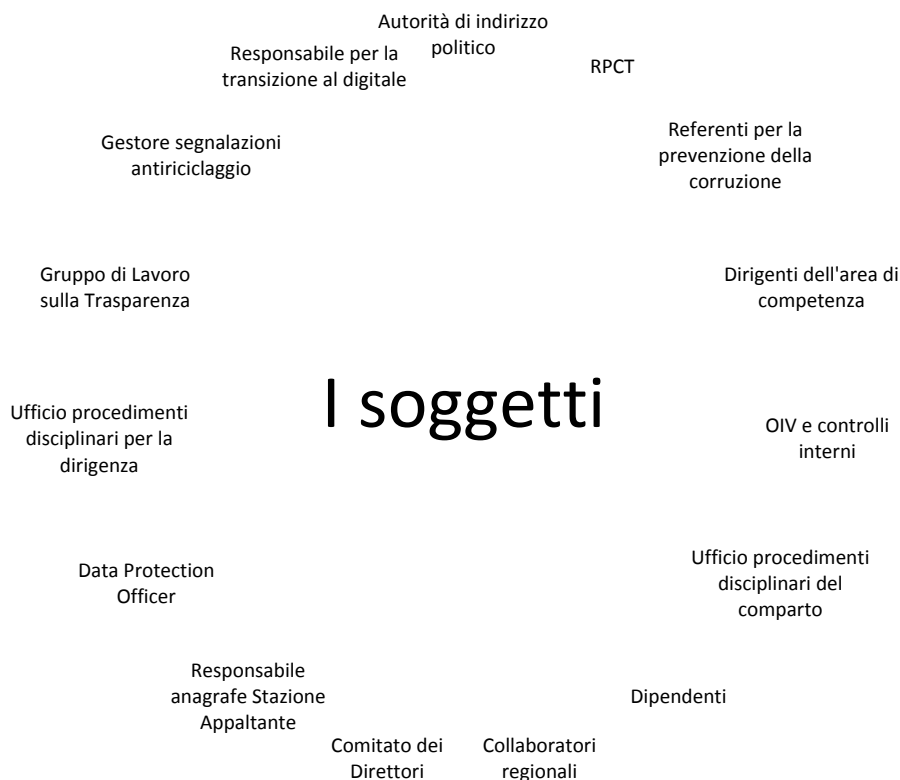 Autorità di indirizzo
politico
RPCT
Referenti per la
prevenzione della
corruzione
Dirigenti dell'area di
competenza
OIV e controlli
interni
Ufficio procedimenti
disciplinari del
comparto
Dipendenti
Collaboratori
regionali
Comitato dei
Direttori
Responsabile
anagrafe Stazione
Appaltante
Data Protection
Officer
Ufficio procedimenti
disciplinari per la
dirigenza
Gruppo di Lavoro
sulla Trasparenza
Gestore segnalazioni
antiriciclaggio
Responsabile per la
transizione al digitale
I soggetti